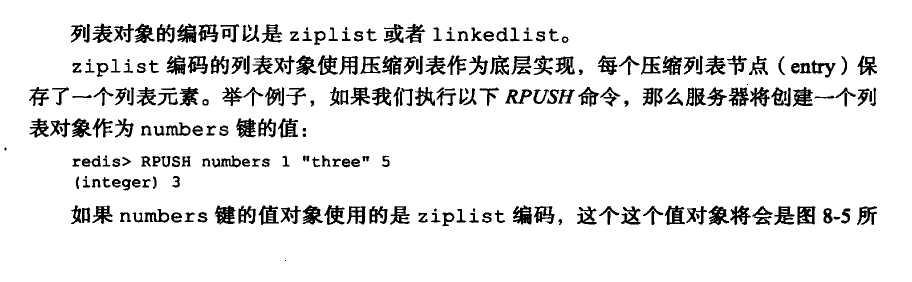 列表对象的编码可以是 ziplist 或者 linkedlist。
ziplist 编码的列表对象使用压缩列表作为底层实现，每个压缩列表节点（entry）保
存了一个列表元素。举个例子，如果我们执行以下 RPUSH 命令，那么服务器将创建一个列
表对象作为 numbers 键的值：
redis> RPUSH numbers 1 "three" 5
(integer) 3
如果 numbers 键的值对象使用的是 ziplist 编码，这个这个值对象将会是图 8-5 所